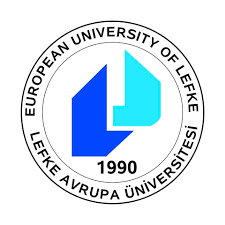 EUROPEAN UNIVERSITY OF LEFKE
1990
LEFKE AVRUPA ÜNİVERSİTESİ